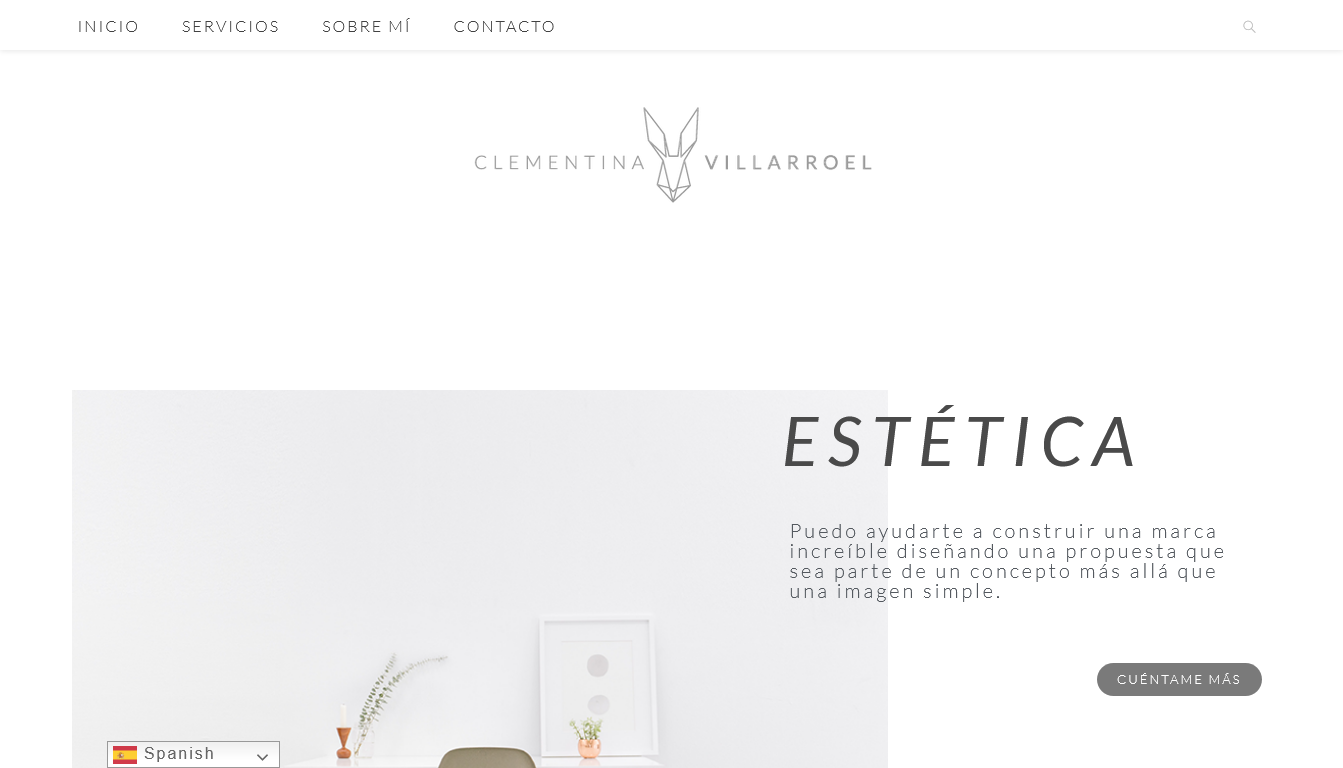 INICIO SERVICIOS SOBRE MÍ CONTACTO
CLEMENTINA VILLARROEL
ESTÉTICA
Puedo ayudarte a construir una marca
increíble diseñando una propuesta que
sea parte de un concepto más allá que
una imagen simple.
CUÉNTAME MÁS
Spanish